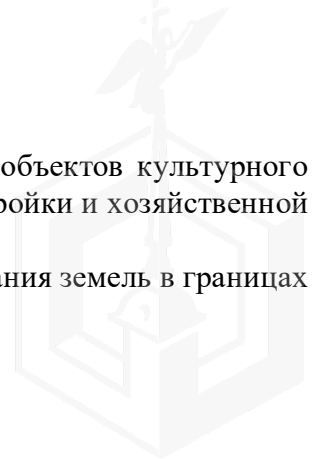 объектов культурного
ройки и хозяйственной
ания земель в границах